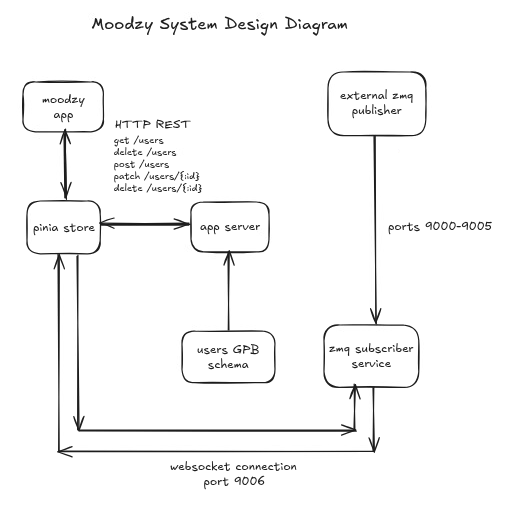 Moodzy System Design Diagram
moodzy
app
external zmq
publisher
HTTP REST
get /users
delete /users
post /users
patch /users/{:id}
delete /users/{:id}
pinia store
app server
ports 9000-9005
users GPB
schema
zmq subscriber
service
websocket connection
port 9006